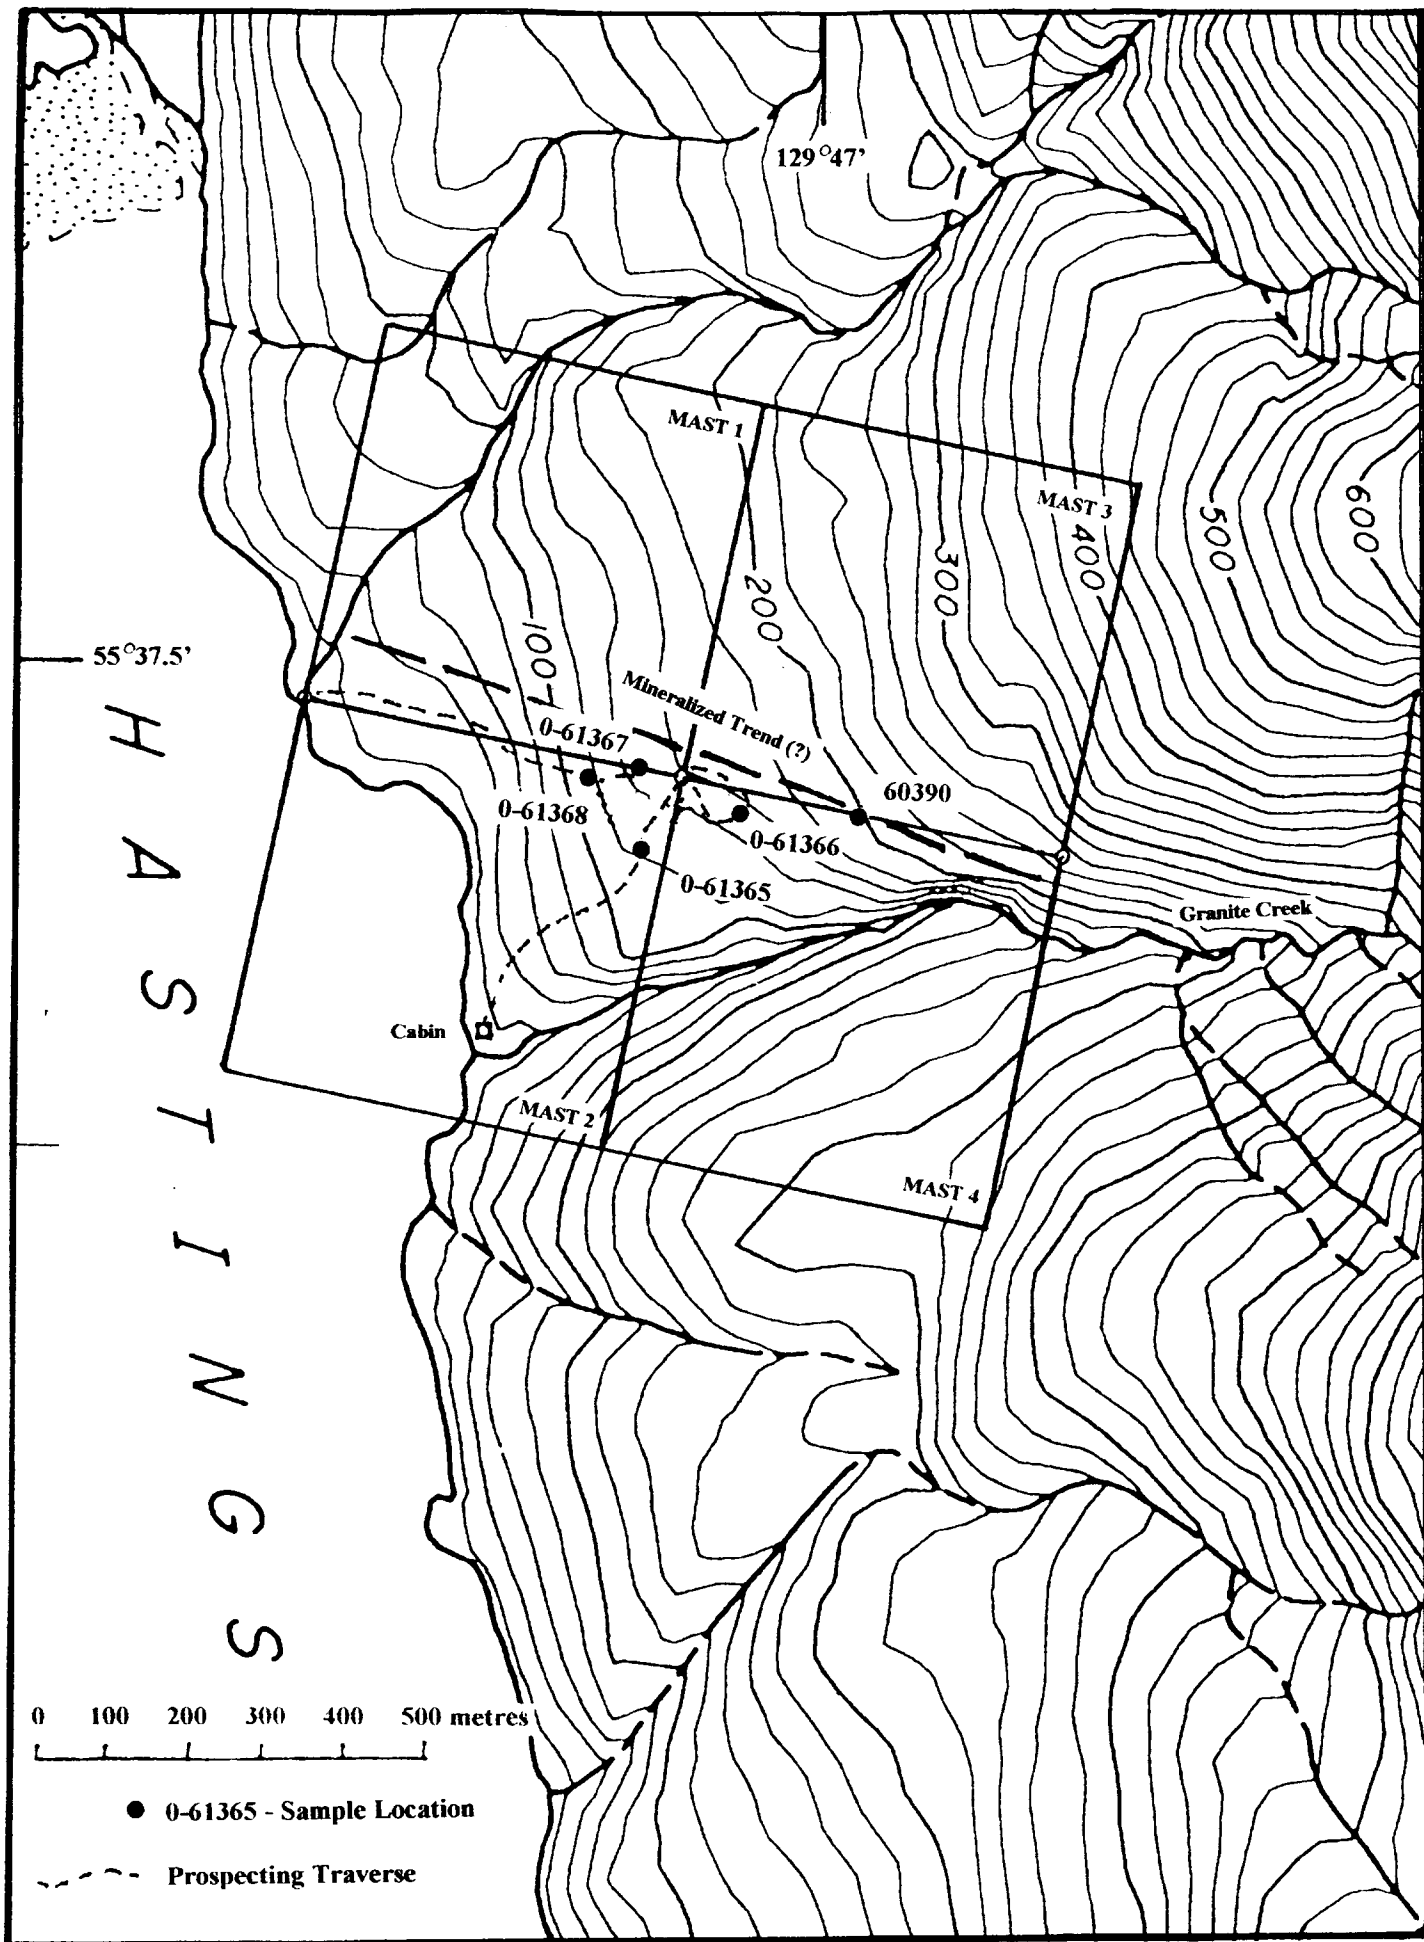 129°47'
MAST 1
MAST 3
600
500
400
300
200
100
55°37.5'
Mineralized Trend (?)
0-61367
60390
0-61368
0-61366
0-61365
Granite Creek
Cabin
MAST 2
MAST 4
HASTINGS
0 100 200 300 400 500 metres
0-61365 - Sample Location
Prospecting Traverse